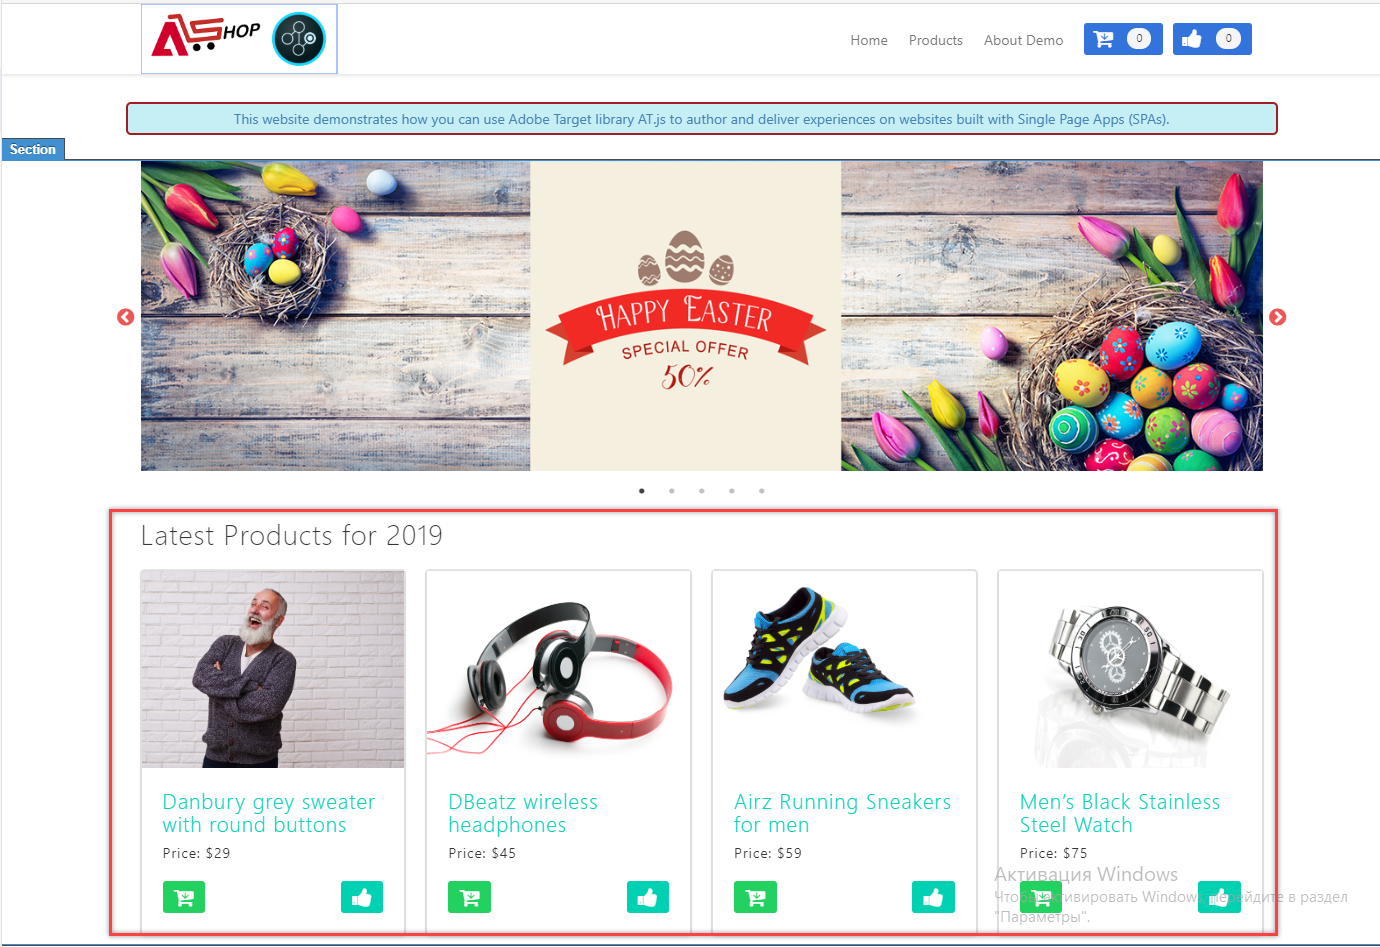 ASHOP
Home Products About Demo 0 0
This website demonstrates how you can use Adobe Target library AT.js to author and deliver experiences on websites built with Single Page Apps (SPAs).
Section
HAPPY EASTER
SPECIAL OFFER
50%
Latest Products for 2019
Danbury grey sweater
with round buttons
Price: $29
DBeatz wireless
headphones
Price: $45
Airz Running Sneakers
for men
Price: $59
Men’s Black Stainless
Steel Watch
Price: $75
Активация Windows
Чтобы активировать Windows, перейдите в раздел
"Параметры".